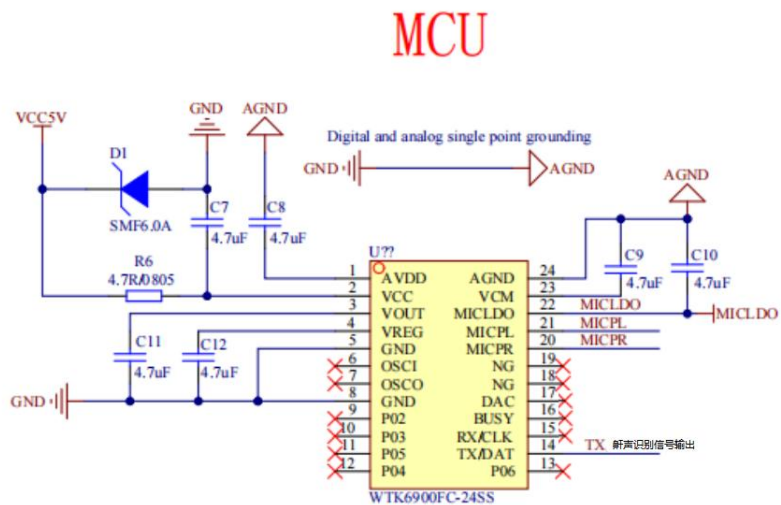 MCU
VCC5V
GND
AGND
D1
SMF6.0A
C7
4.7uF
C8
4.7uF
R6
4.7R/0805
Digital and analog single point grounding
GND
AGND
AGND
C9
4.7uF
C10
4.7uF
U??
1 AVDD
2 VCC
3 VOUT
4 VREG
5 GND
6 OSCI
7 OSCO
8 GND
9 P02
10 P03
11 P05
12 P04
AGND 24
VCM 23
MICLDO 22 MICLDO
MICPL 21 MICPL
MICPR 20 MICPR
NG 19
NG 18
DAC 17
BUSY 16
RX/CLK 15
TX/DAT 14 TX 鼾声识别信号输出
P06 13
MICLDO
C11
4.7uF
C12
4.7uF
GND
WTK6900FC-24SS